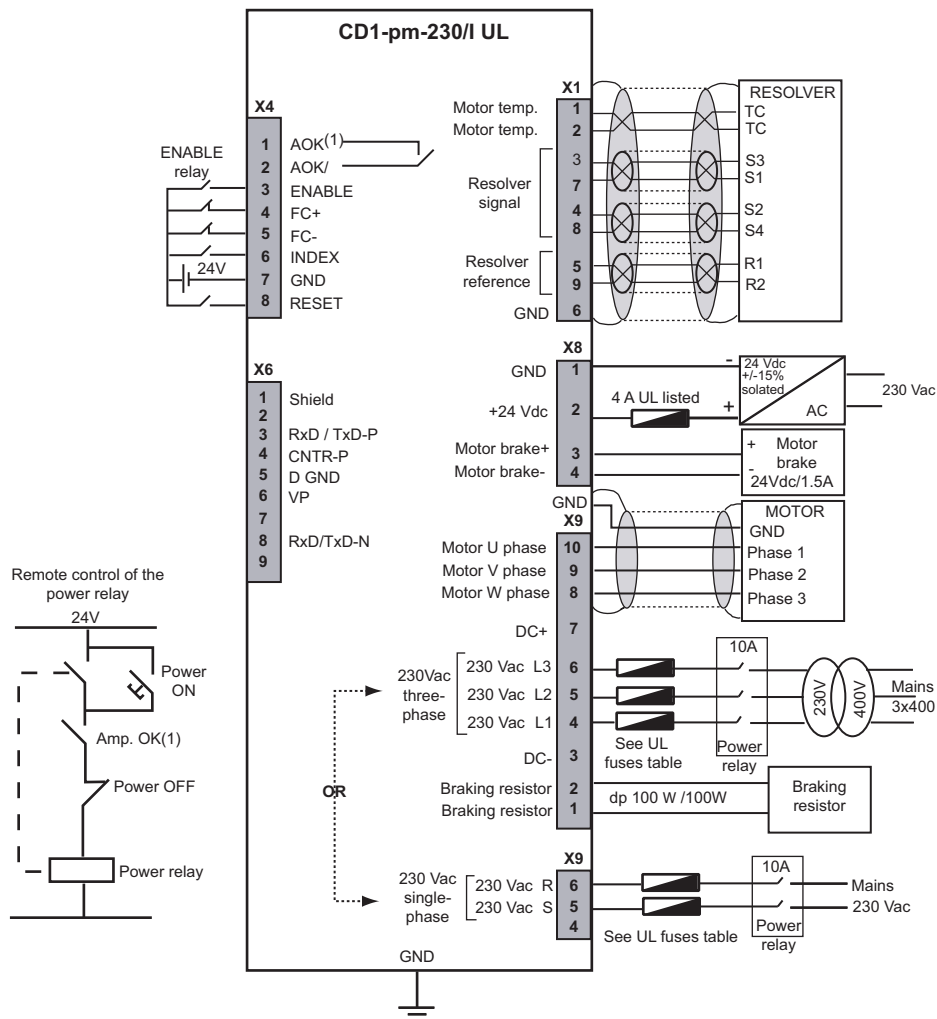 CD1-pm-230/I UL
X4
1 AOK(1)
2 AOK/
3 ENABLE
4 FC+
5 FC-
6 INDEX
7 GND
8 RESET
ENABLE
relay
24V
X6
1 Shield
2
3 RxD / TxD-P
4 CNTR-P
5 D GND
6 VP
7
8 RxD/TxD-N
9
Remote control of the
power relay
24V
Power
ON
Amp. OK(1)
Power OFF
Power relay
X1
Motor temp. 1
Motor temp. 2
Resolver
signal
3
7
4
8
Resolver
reference
5
9
GND 6
RESOLVER
TC
TC
S3
S1
S2
S4
R1
R2
X8
GND 1
+24 Vdc 2
Motor brake+ 3
Motor brake- 4
4 A UL listed
-
+
24 Vdc
+/-15%
solated
AC
230 Vac
+ Motor
brake
-
24Vdc/1.5A
GND
X9
Motor U phase 10
Motor V phase 9
Motor W phase 8
DC+ 7
MOTOR
GND
Phase 1
Phase 2
Phase 3
230Vac
three-
phase
230 Vac L3 6
230 Vac L2 5
230 Vac L1 4
DC- 3
Braking resistor 2
Braking resistor 1
See UL
fuses table
10A
Power
relay
230V
400V
Mains
3x400
dp 100 W /100W
Braking
resistor
OR
X9
230 Vac
single-
phase
230 Vac R 6
230 Vac S 5
4
See UL fuses table
10A
Power
relay
Mains
230 Vac
GND